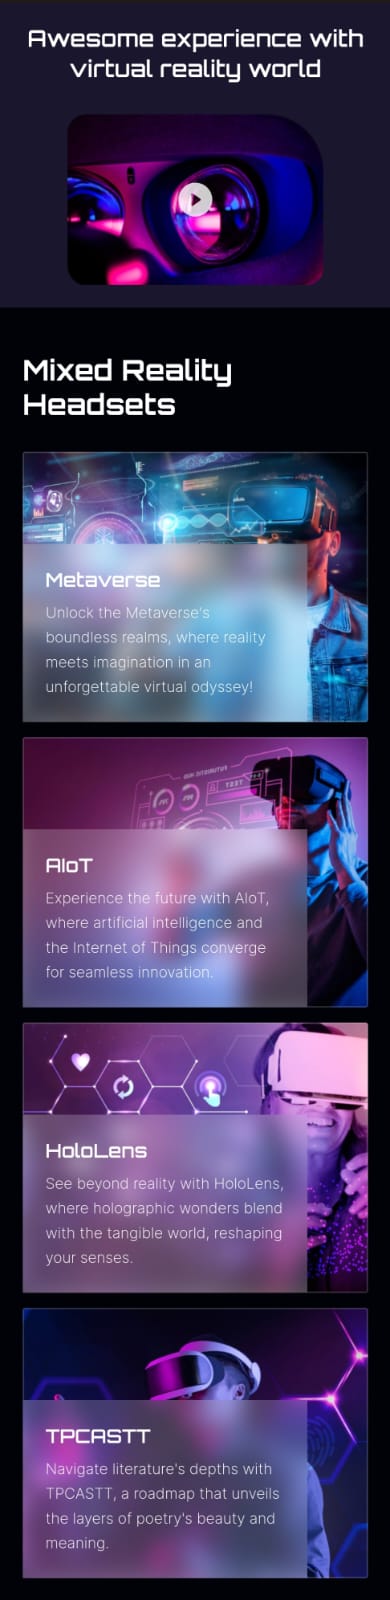 Awesome experience with
virtual reality world
Mixed Reality
Headsets
Metaverse
Unlock the Metaverse's
boundless realms, where reality
meets imagination in an
unforgettable virtual odyssey!
TEST
AIoT
Experience the future with AIoT,
where artificial intelligence and
the Internet of Things converge
for seamless innovation.
HoloLens
See beyond reality with HoloLens,
where holographic wonders blend
with the tangible world, reshaping
your senses.
TPCASTT
Navigate literature's depths with
TPCASTT, a roadmap that unveils
the layers of poetry's beauty and
meaning.